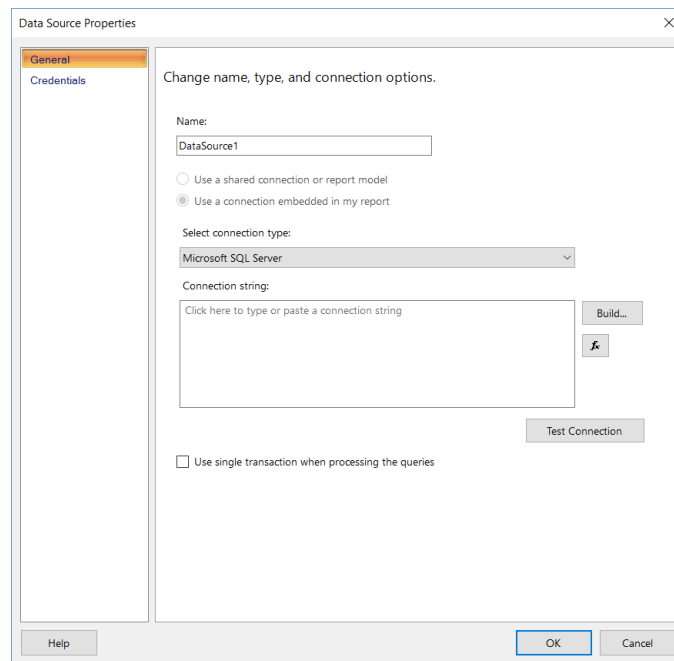 Data Source Properties
General
Credentials
Change name, type, and connection options.
Name:
DataSource1
Use a shared connection or report model
Use a connection embedded in my report
Select connection type:
Microsoft SQL Server
Connection string:
Click here to type or paste a connection string
Build...
fx
Test Connection
Use single transaction when processing the queries
Help
OK
Cancel